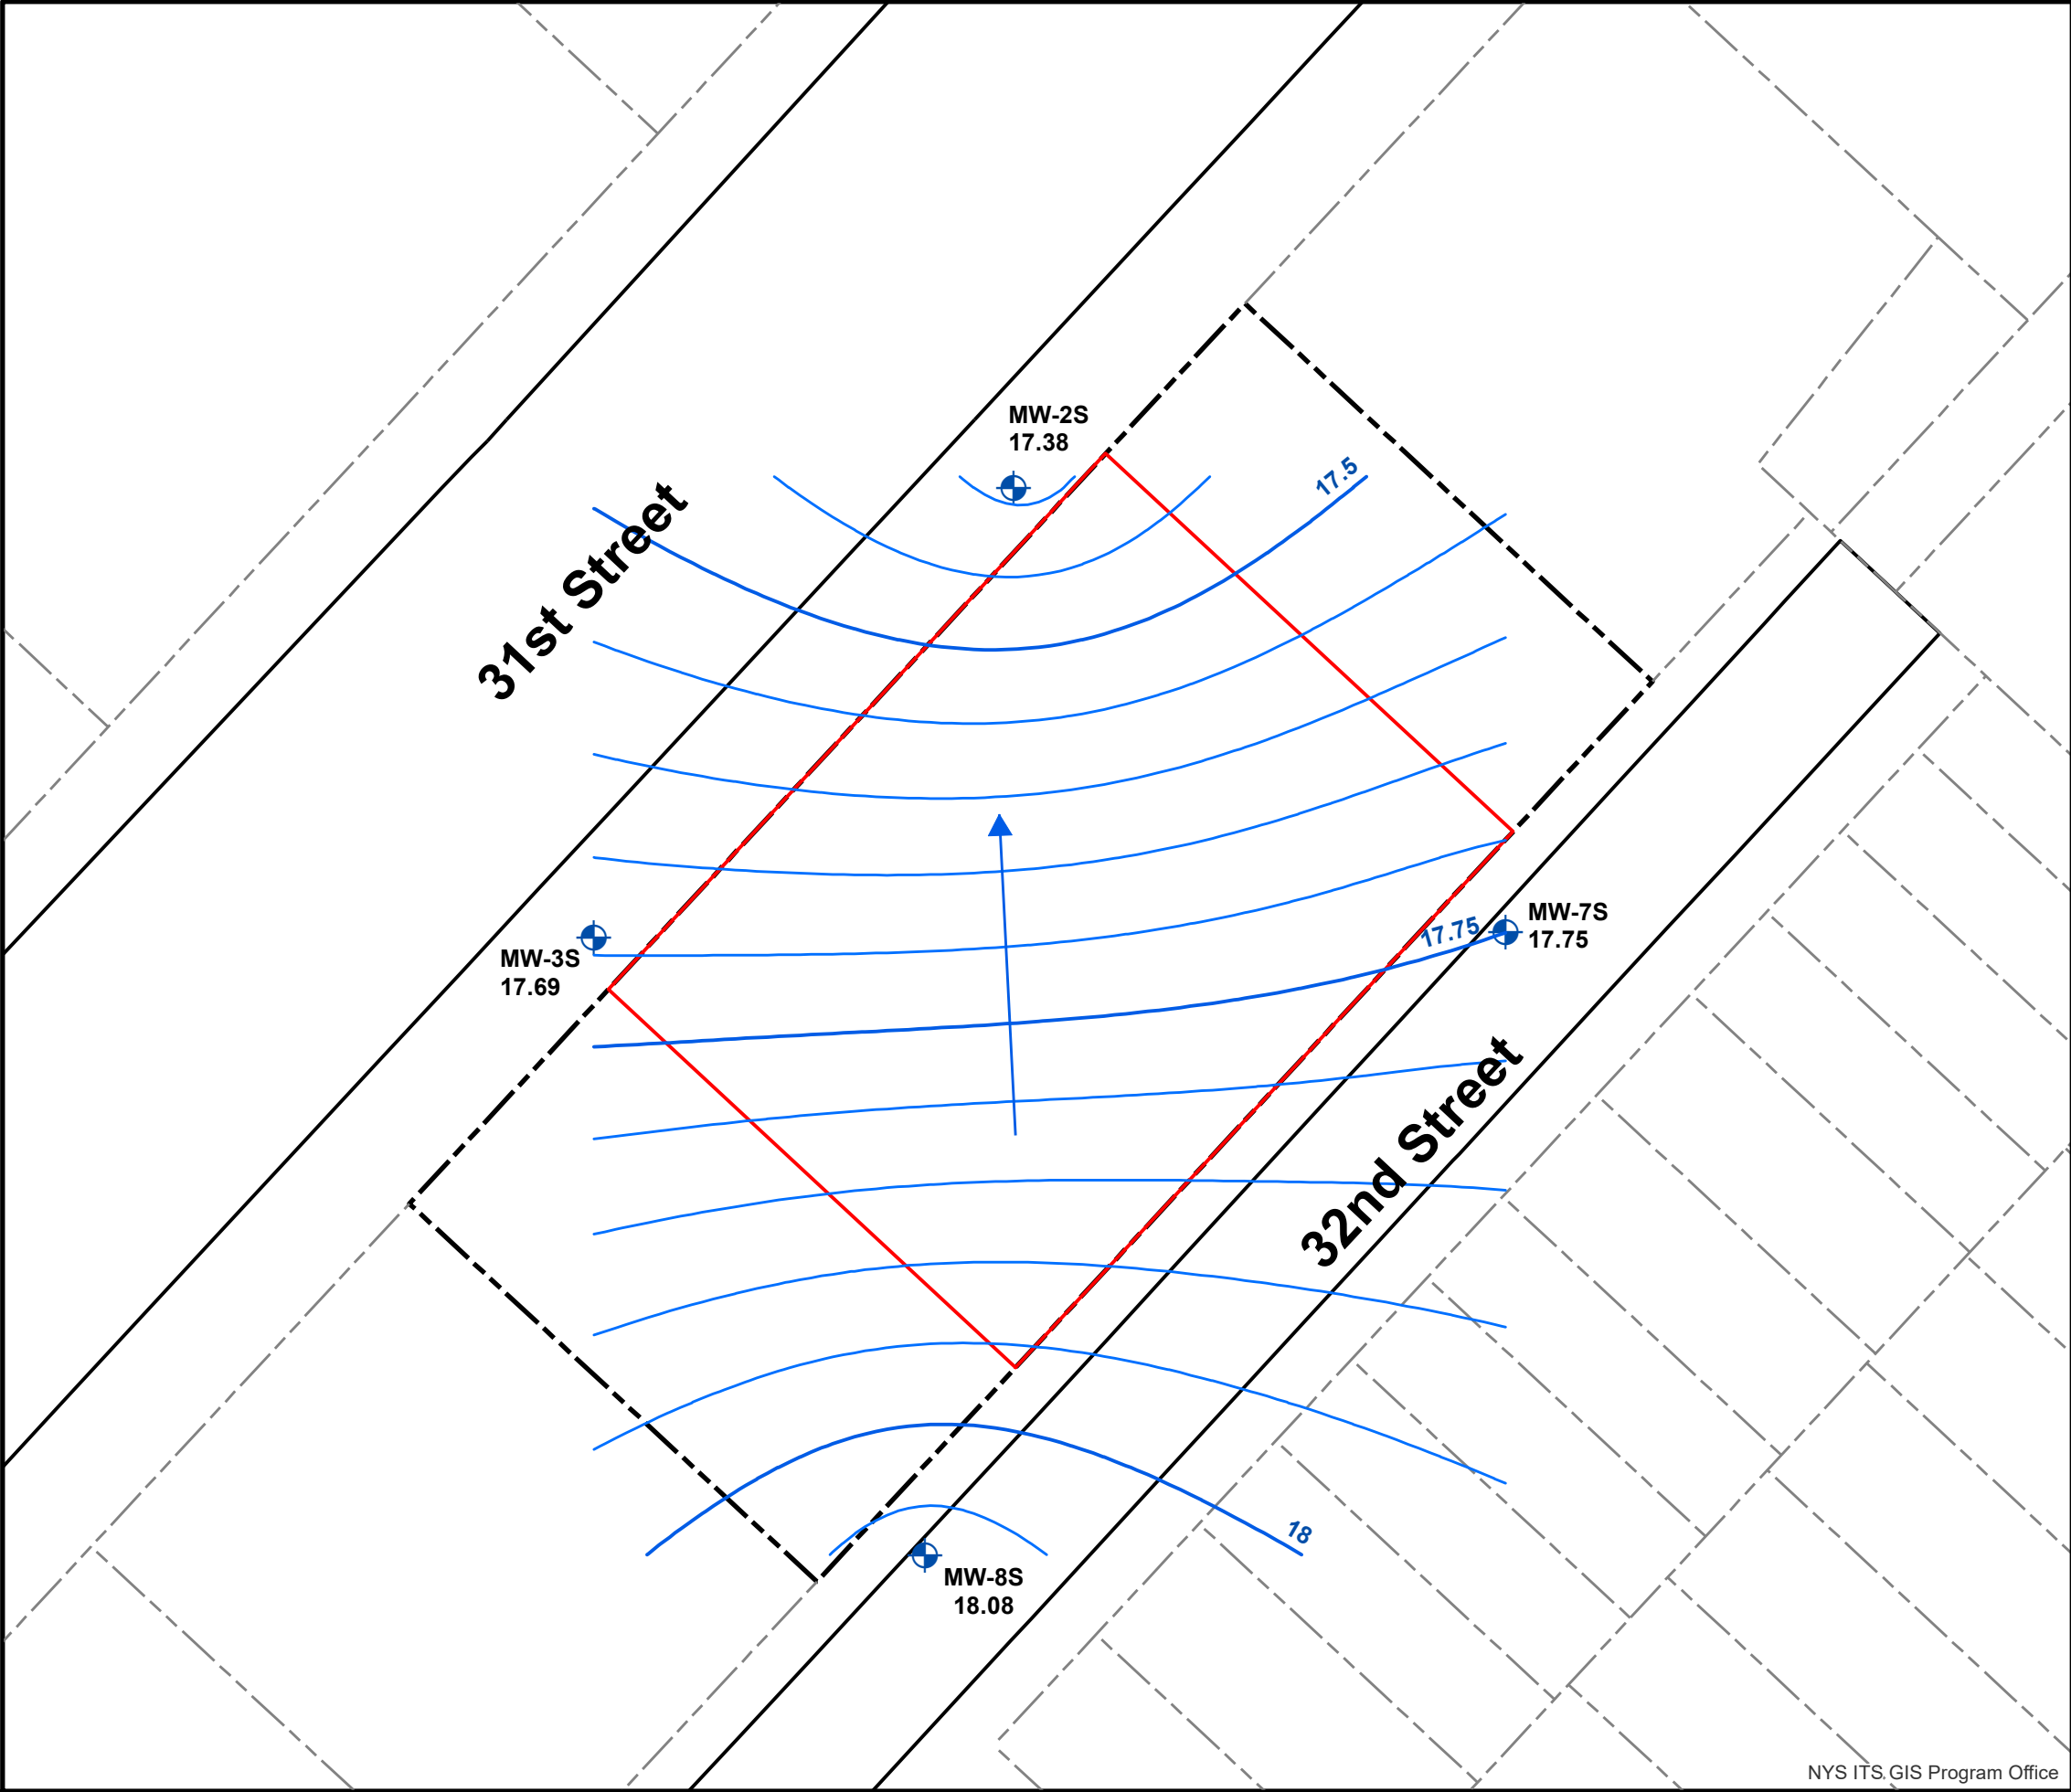 MW-2S
17.38
17.5
31st Street
MW-7S
17.75
17.75
MW-3S
17.69
32nd Street
18
MW-8S
18.08
NYS ITS GIS Program Office